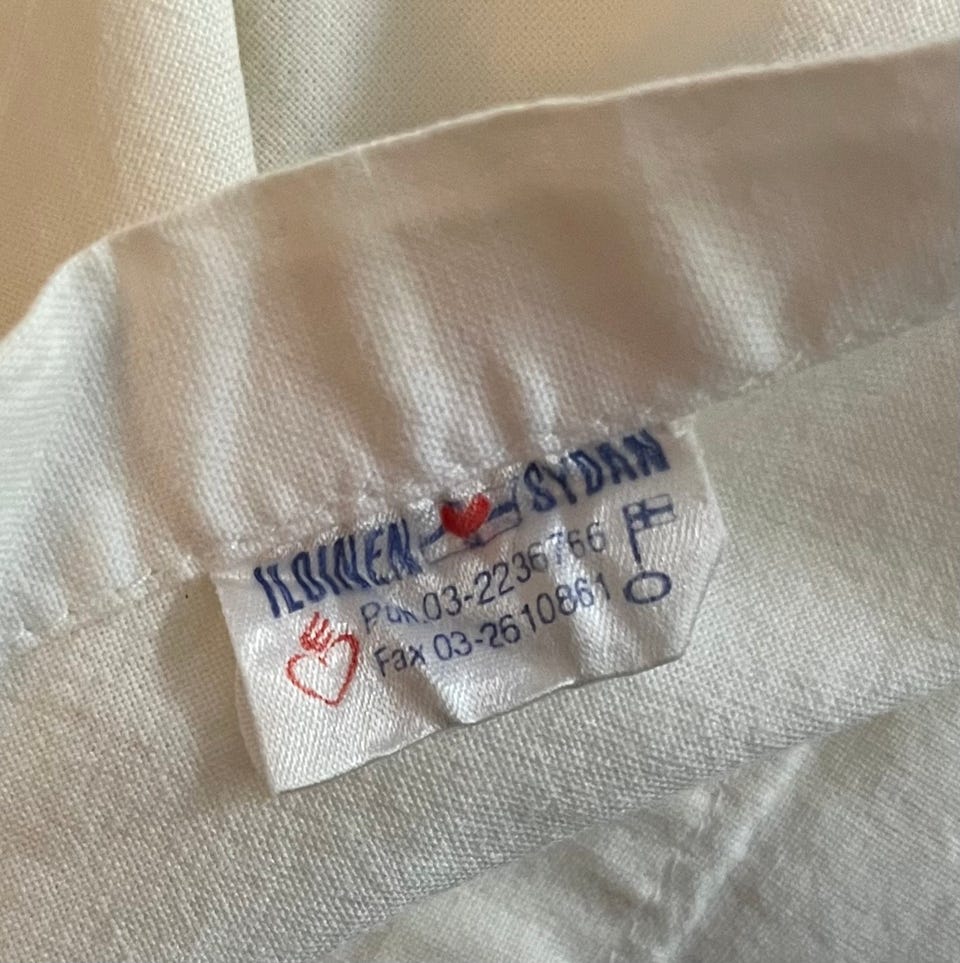 ILOINEN SYDÄN
Puh. 03-2236766
Fax 03-2610861